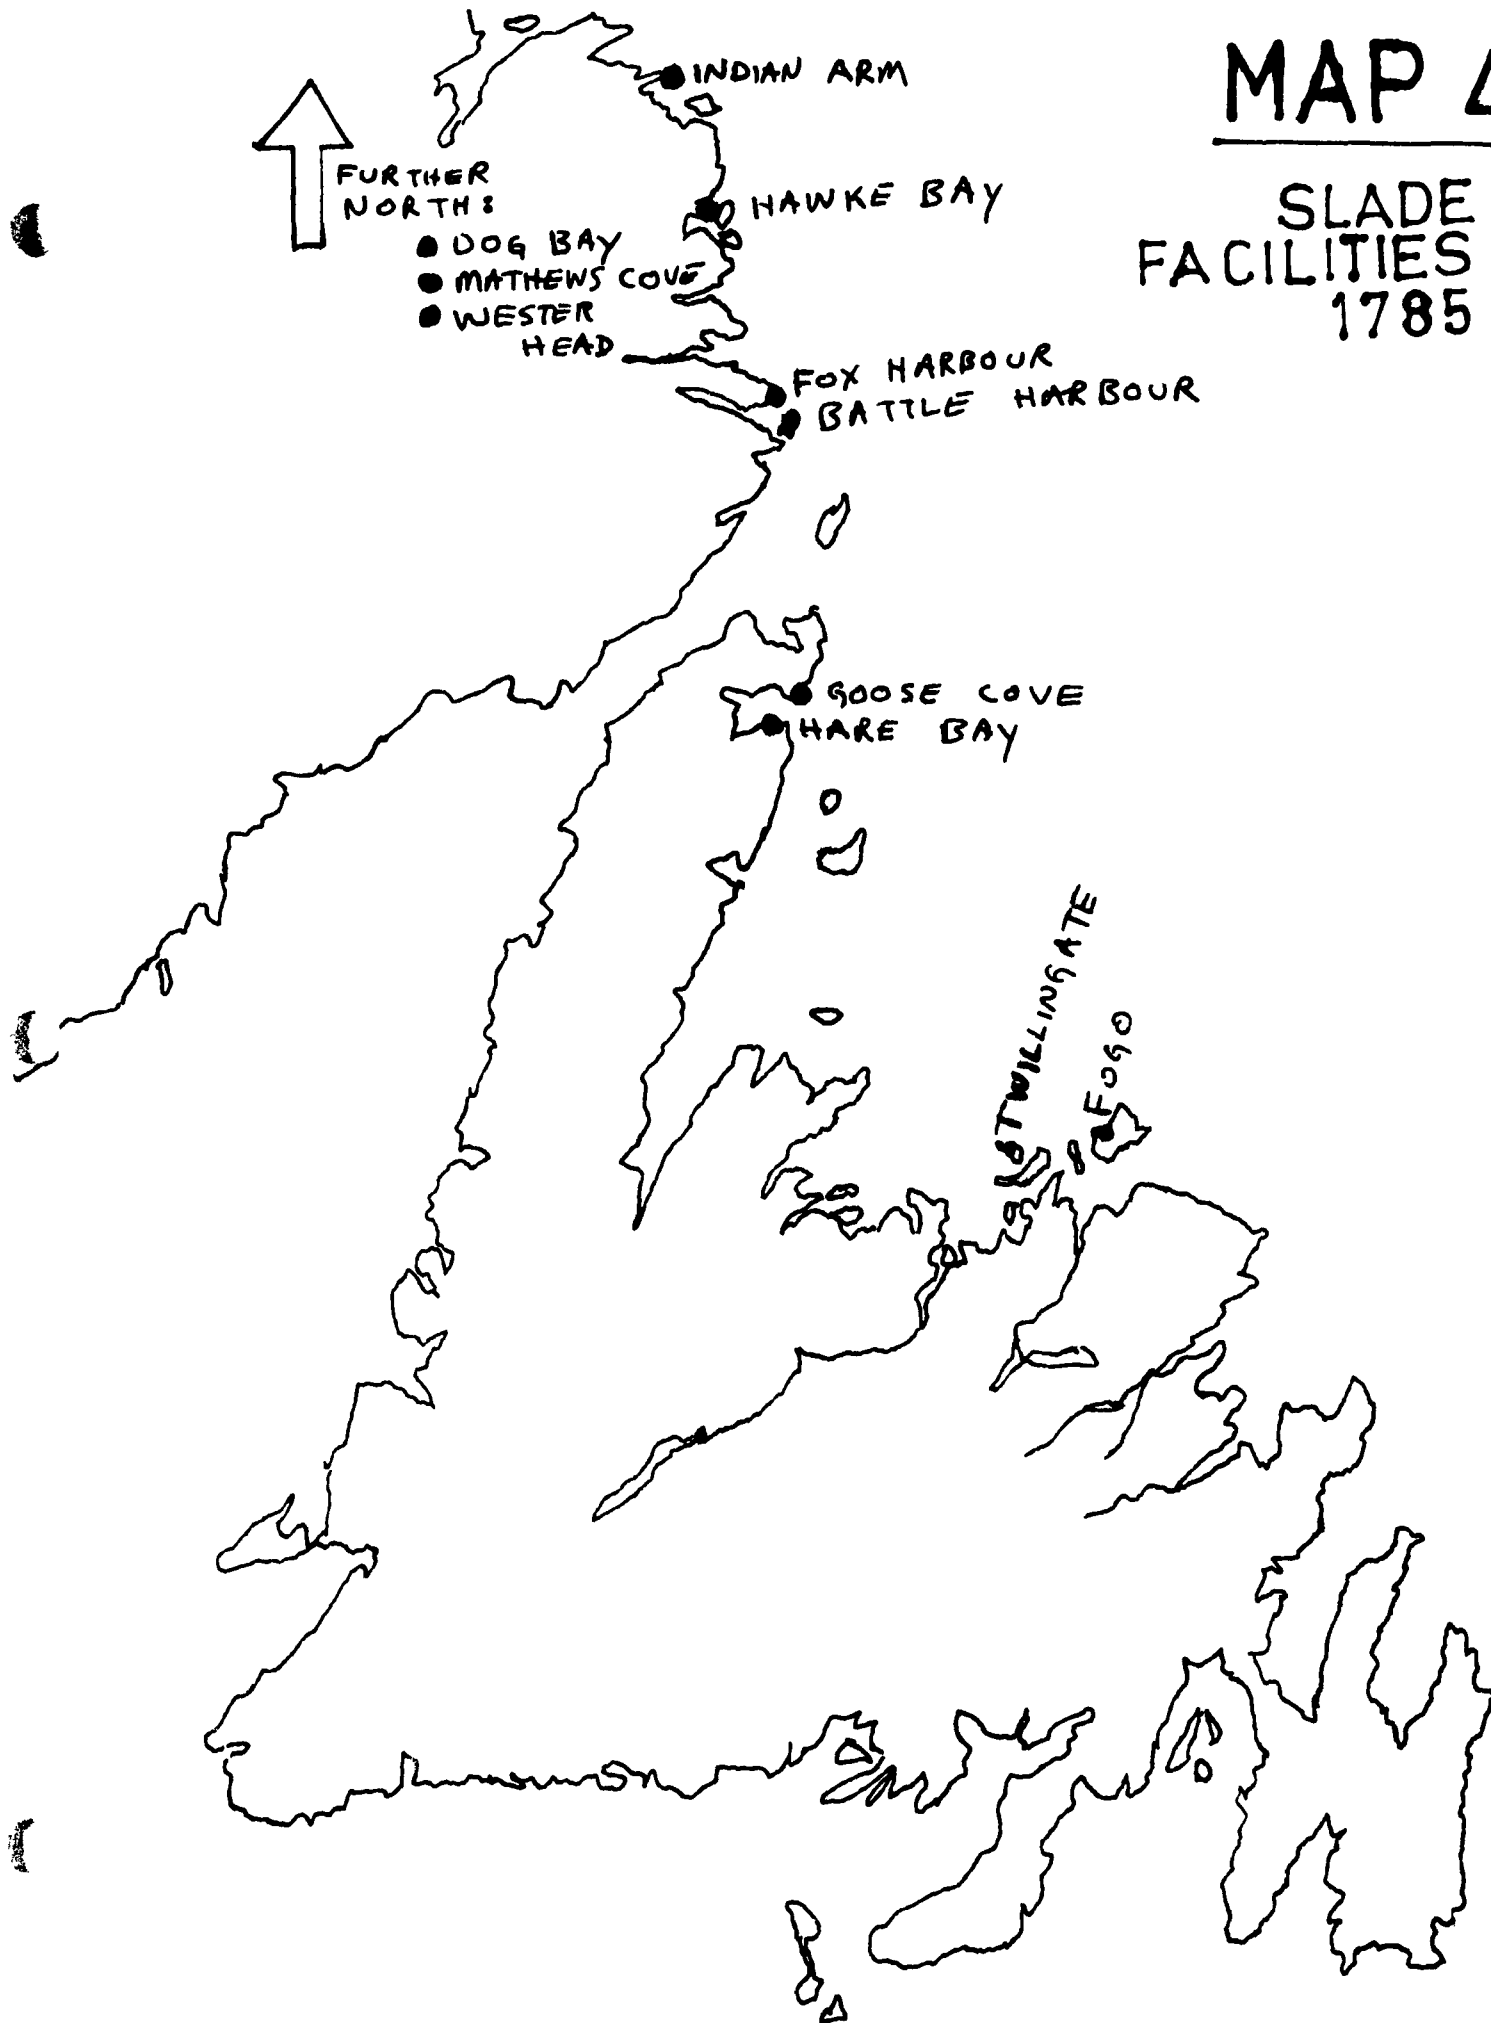 MAP 4
SLADE
FACILITIES
1785
INDIAN ARM
FURTHER
NORTH:
DOG BAY
MATHEWS COVE
WESTER
HEAD
HAWKE BAY
FOX HARBOUR
BATTLE HARBOUR
GOOSE COVE
HARE BAY
TWILLINGATE
FOGO